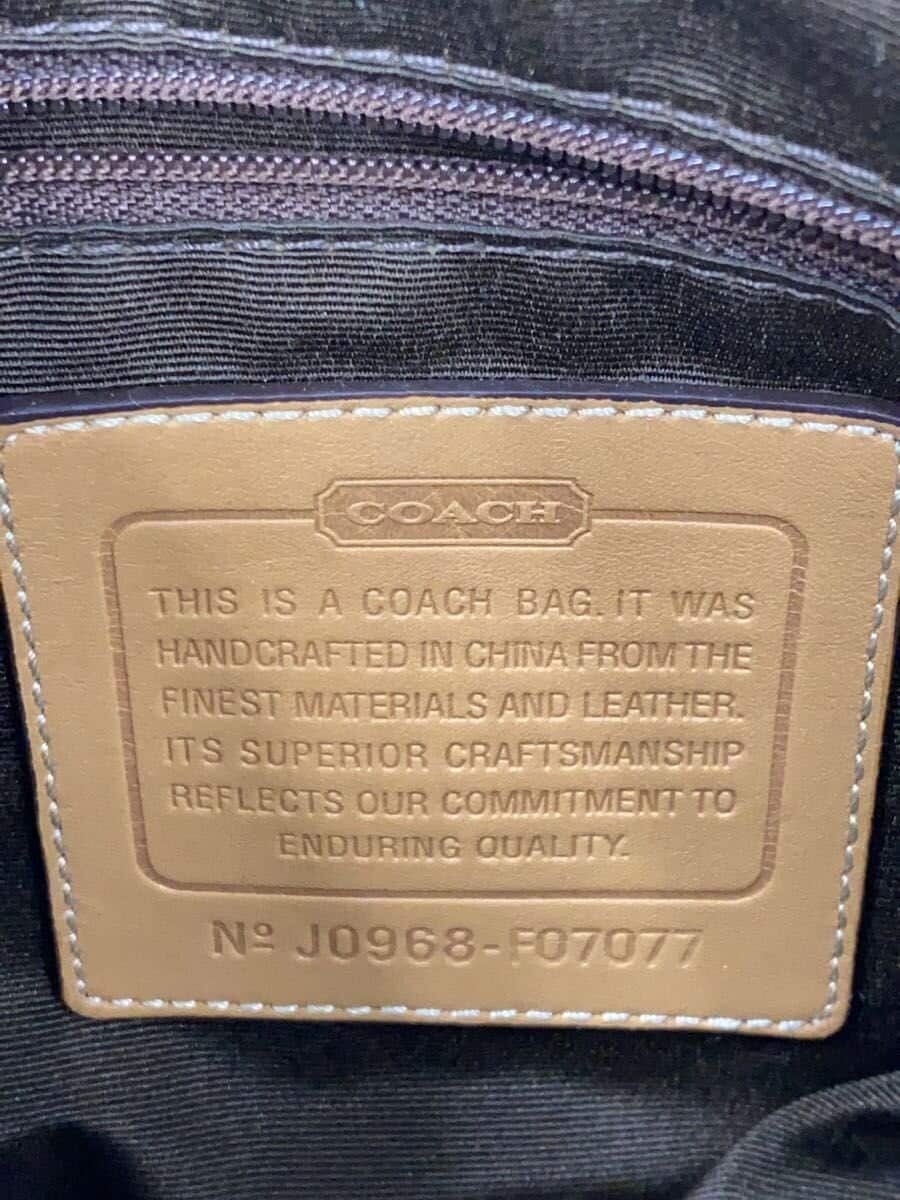 COACH
THIS IS A COACH BAG. IT WAS
HANDCRAFTED IN CHINA FROM THE
FINEST MATERIALS AND LEATHER.
ITS SUPERIOR CRAFTSMANSHIP
REFLECTS OUR COMMITMENT TO
ENDURING QUALITY.
Nº J0968-F07077